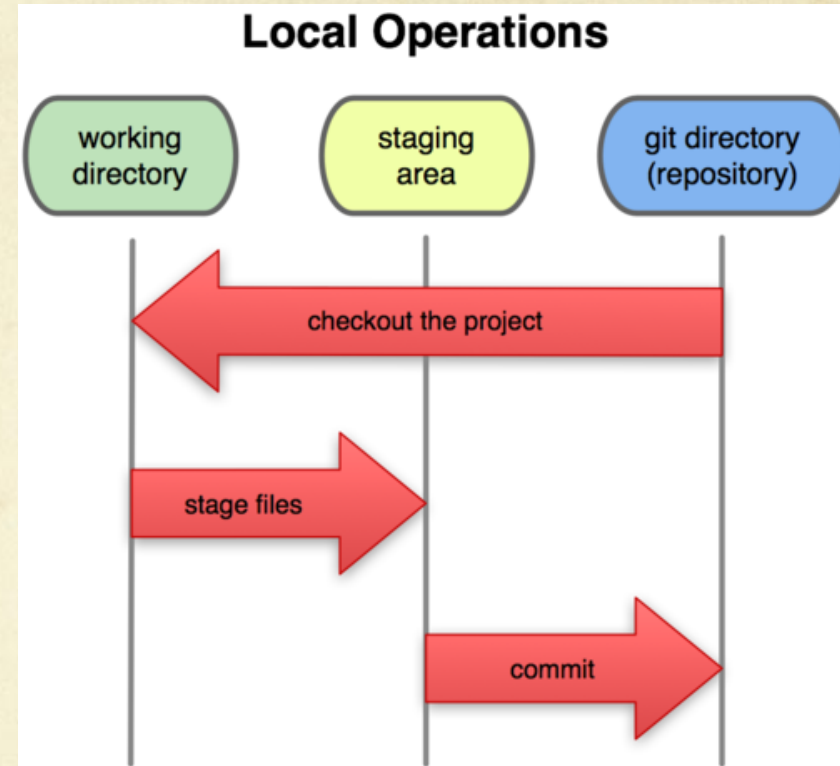 Local Operations
working
directory
staging
area
git directory
(repository)
checkout the project
stage files
commit